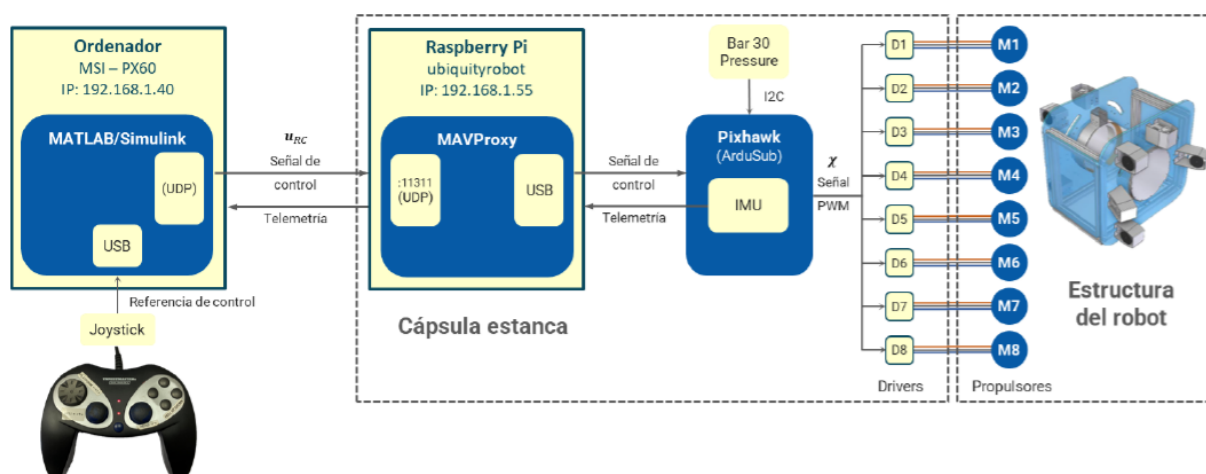 Ordenador
MSI – PX60
IP: 192.168.1.40
MATLAB/Simulink
(UDP)
USB
Referencia de control
Joystick
u_RC
Señal de
control
Telemetría
Raspberry Pi
ubiquityrobot
IP: 192.168.1.55
MAVProxy
:11311
(UDP)
USB
Señal de
control
Telemetría
Bar 30
Pressure
I2C
Pixhawk
(ArduSub)
IMU
χ
Señal
PWM
Cápsula estanca
D1
D2
D3
D4
D5
D6
D7
D8
Drivers
M1
M2
M3
M4
M5
M6
M7
M8
Propulsores
Estructura
del robot